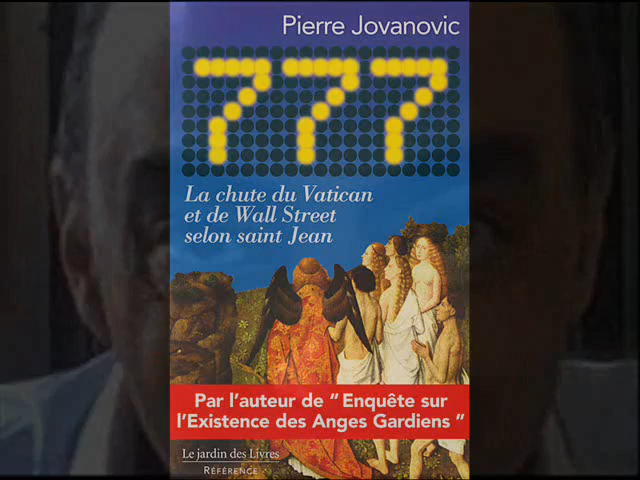 Pierre Jovanovic
777
La chute du Vatican
et de Wall Street
selon saint Jean
Par l'auteur de " Enquête sur
l'Existence des Anges Gardiens "
Le jardin des Livres
RÉFÉRENCE